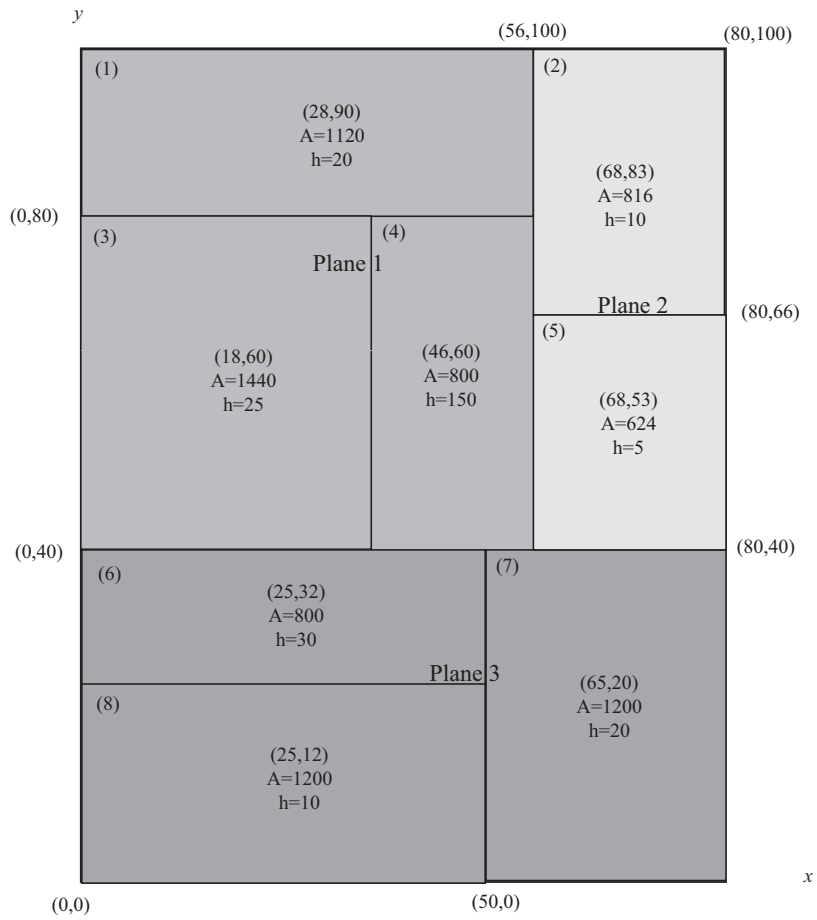 y
(56,100)
(80,100)
(1)
(28,90)
A=1120
h=20
(2)
(68,83)
A=816
h=10
(0,80)
(3)
Plane 1
(4)
Plane 2
(80,66)
(18,60)
A=1440
h=25
(46,60)
A=800
h=150
(5)
(68,53)
A=624
h=5
(0,40)
(80,40)
(6)
(25,32)
A=800
h=30
(7)
Plane 3
(8)
(65,20)
A=1200
h=20
(25,12)
A=1200
h=10
x
(0,0)
(50,0)